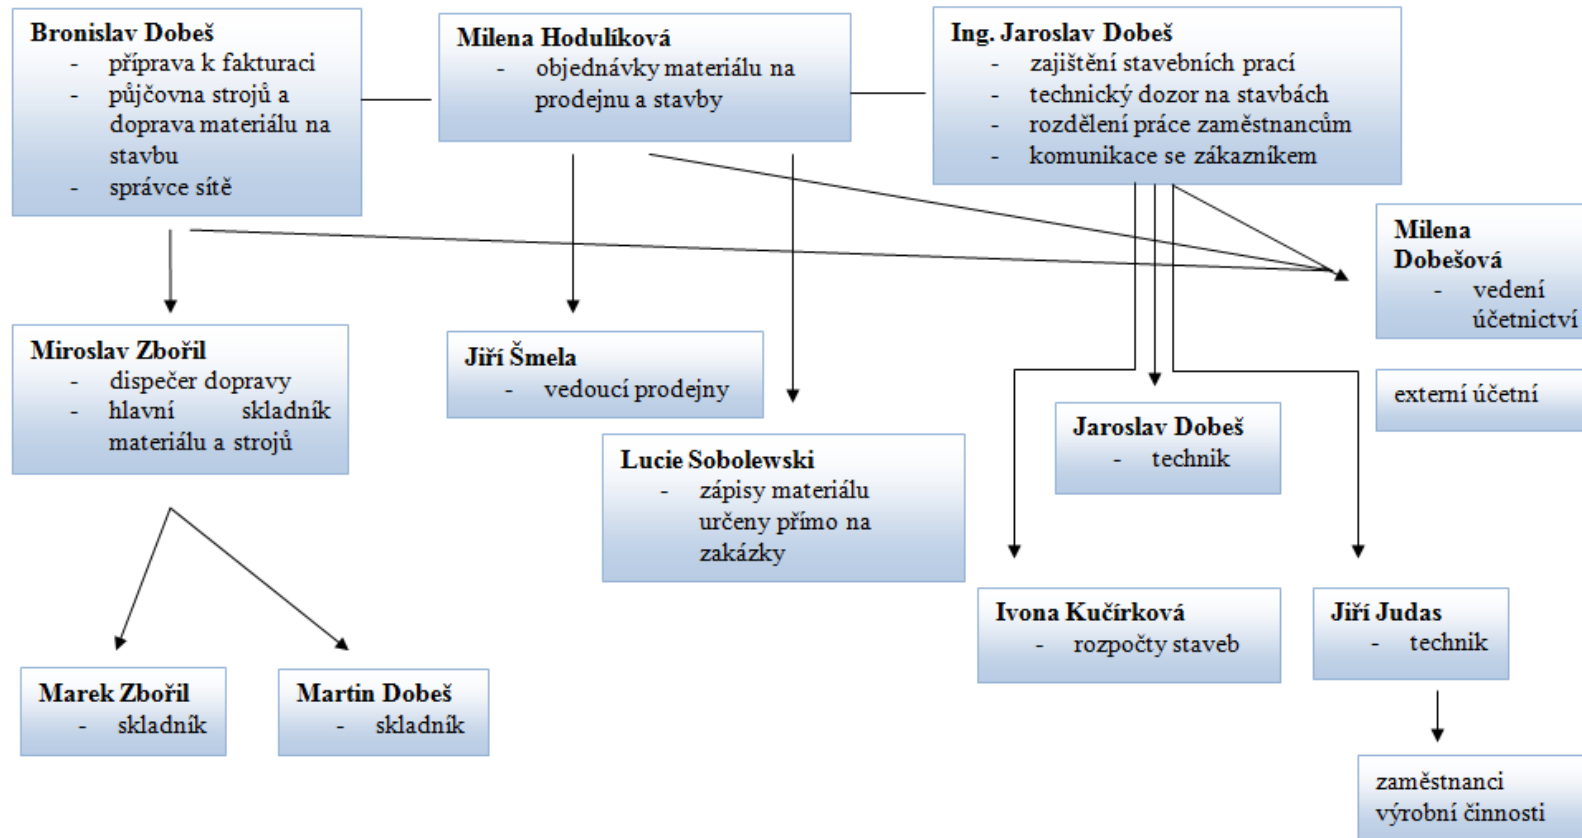 Bronislav Dobeš
- příprava k fakturaci
- půjčovna strojů a
doprava materiálu na
stavbu
- správce sítě
Milena Hodulíková
- objednávky materiálu na
prodejnu a stavby
Ing. Jaroslav Dobeš
- zajištění stavebních prací
- technický dozor na stavbách
- rozdělení práce zaměstnancům
- komunikace se zákazníkem
Milena
Dobešová
- vedení
účetnictví
externí účetní
Miroslav Zbořil
- dispečer dopravy
- hlavní skladník
materiálu a strojů
Jiří Šmela
- vedoucí prodejny
Lucie Sobolewski
- zápisy materiálu
určeny přímo na
zakázky
Jaroslav Dobeš
- technik
Ivona Kučírková
- rozpočty staveb
Jiří Judas
- technik
Marek Zbořil
- skladník
Martin Dobeš
- skladník
zaměstnanci
výrobní činnosti